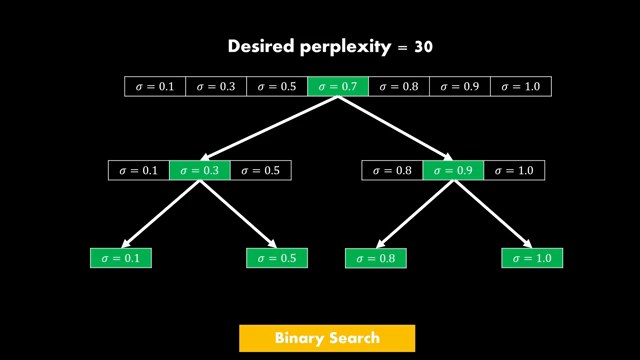 Desired perplexity = 30
σ = 0.1 σ = 0.3 σ = 0.5 σ = 0.7 σ = 0.8 σ = 0.9 σ = 1.0
σ = 0.1 σ = 0.3 σ = 0.5 σ = 0.8 σ = 0.9 σ = 1.0
σ = 0.1 σ = 0.5 σ = 0.8 σ = 1.0
Binary Search